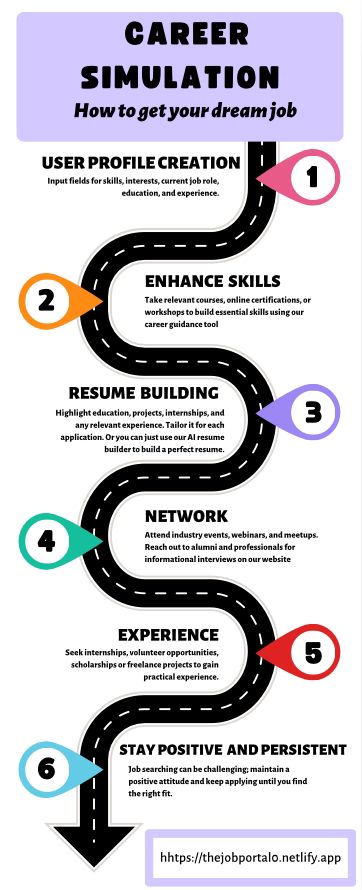 CAREER
SIMULATION
How to get your dream job
USER PROFILE CREATION
Input fields for skills, interests, current job role,
education, and experience.
1
ENHANCE SKILLS
Take relevant courses, online certifications, or
workshops to build essential skills using our
career guidance tool
2
RESUME BUILDING
Highlight education, projects, internships, and
any relevant experience. Tailor it for each
application. Or you can just use our AI resume
builder to build a perfect resume.
3
NETWORK
Attend industry events, webinars, and meetups.
Reach out to alumni and professionals for
informational interviews on our website
4
EXPERIENCE
Seek internships, volunteer opportunities,
scholarships or freelance projects to gain
practical experience.
5
STAY POSITIVE AND PERSISTENT
Job searching can be challenging; maintain a
positive attitude and keep applying until you find
the right fit.
6
hhtps://thejobportal0.netlify.app